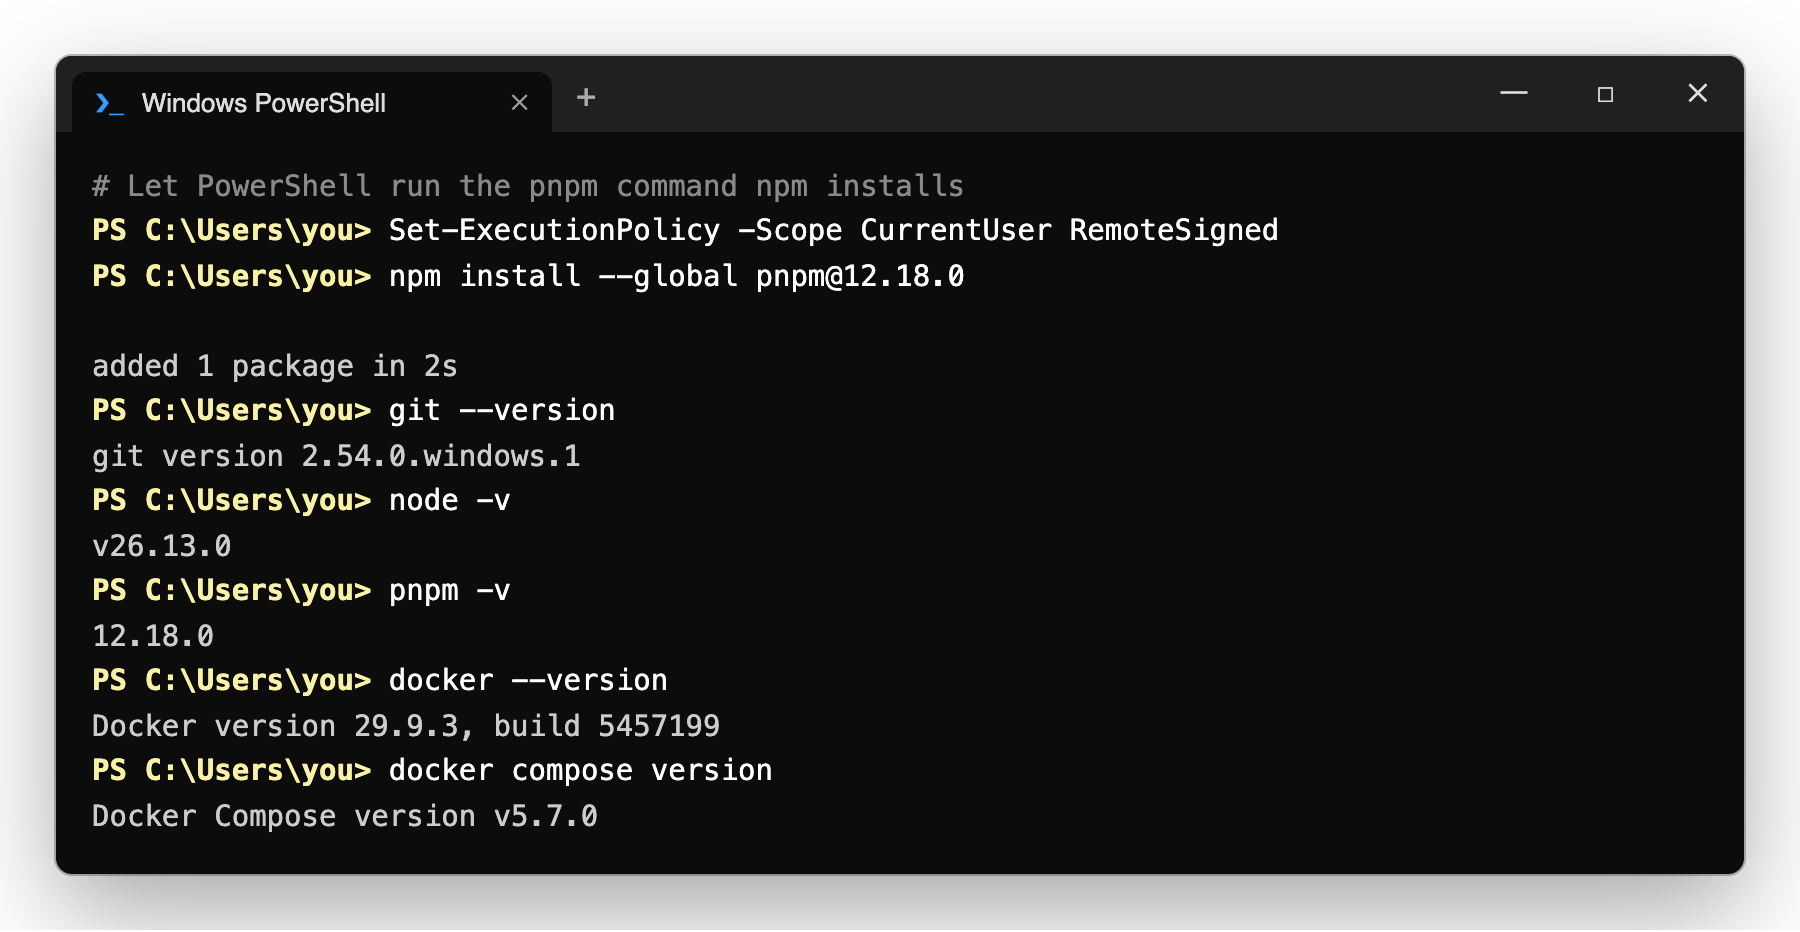 Windows PowerShell
# Let PowerShell run the pnpm command npm installs
PS C:\Users\you> Set-ExecutionPolicy -Scope CurrentUser RemoteSigned
PS C:\Users\you> npm install --global pnpm@12.18.0
added 1 package in 2s
PS C:\Users\you> git --version
git version 2.54.0.windows.1
PS C:\Users\you> node -v
v26.13.0
PS C:\Users\you> pnpm -v
12.18.0
PS C:\Users\you> docker --version
Docker version 29.9.3, build 5457199
PS C:\Users\you> docker compose version
Docker Compose version v5.7.0